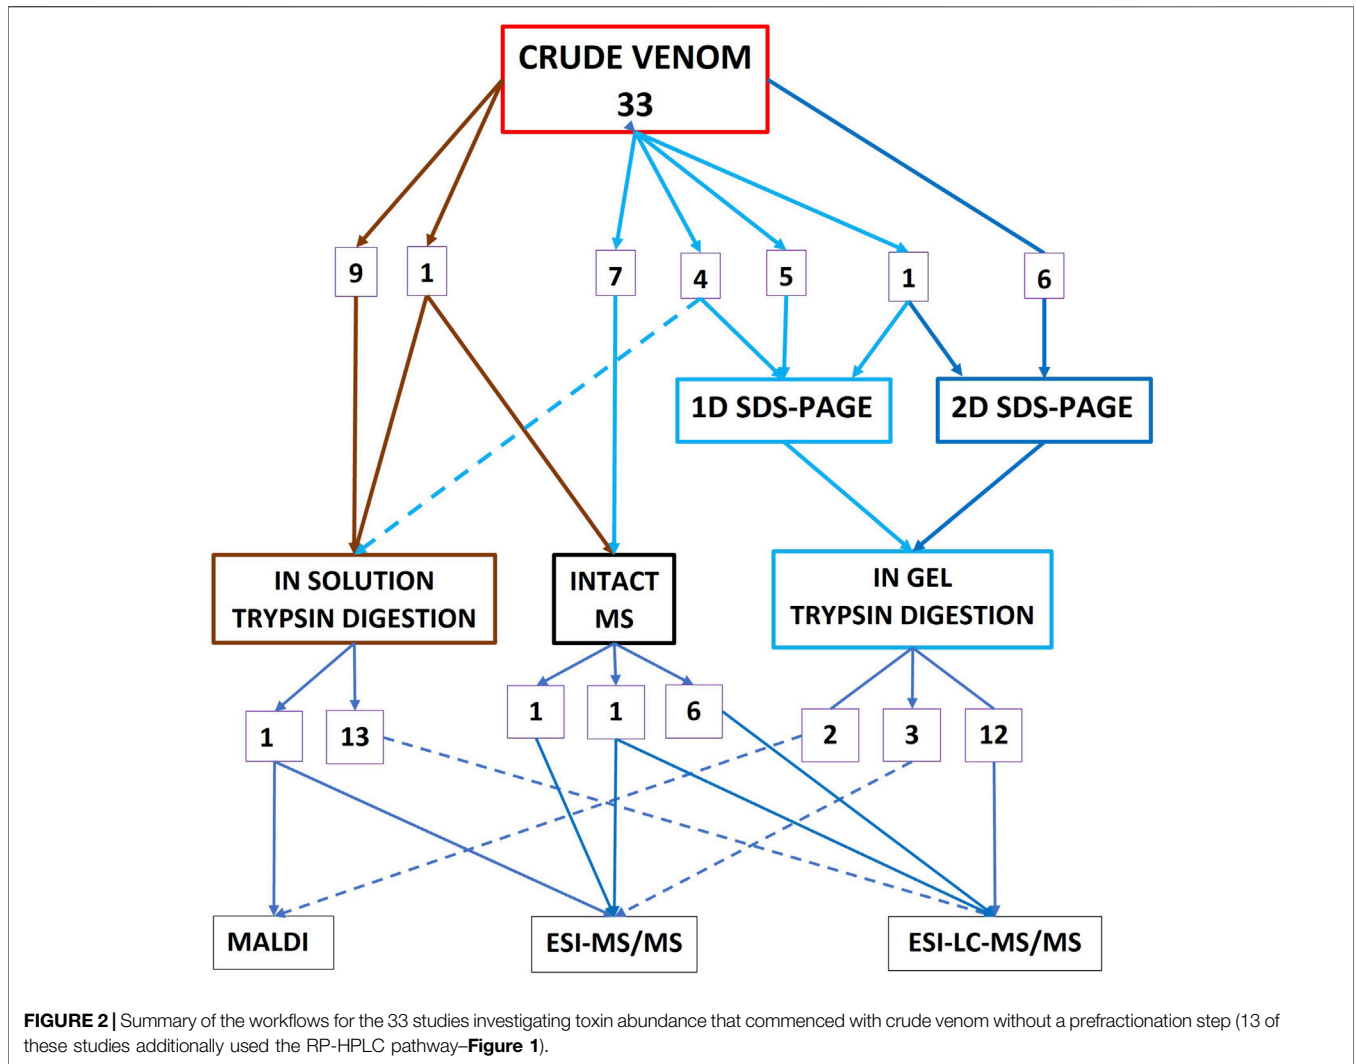 CRUDE VENOM
33
9
1
7
4
5
1
6
1D SDS-PAGE
2D SDS-PAGE
IN SOLUTION
TRYPSIN DIGESTION
INTACT
MS
IN GEL
TRYPSIN DIGESTION
1
13
1
1
6
2
3
12
MALDI
ESI-MS/MS
ESI-LC-MS/MS
FIGURE 2 | Summary of the workflows for the 33 studies investigating toxin abundance that commenced with crude venom without a prefractionation step (13 of
these studies additionally used the RP-HPLC pathway–Figure 1).